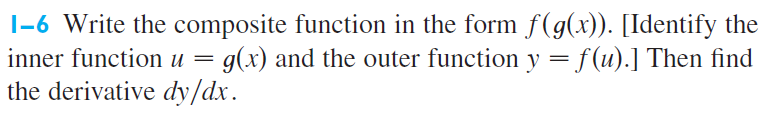 1–6 Write the composite function in the form f(g(x)). [Identify the
inner function u = g(x) and the outer function y = f(u).] Then find
the derivative dy/dx.